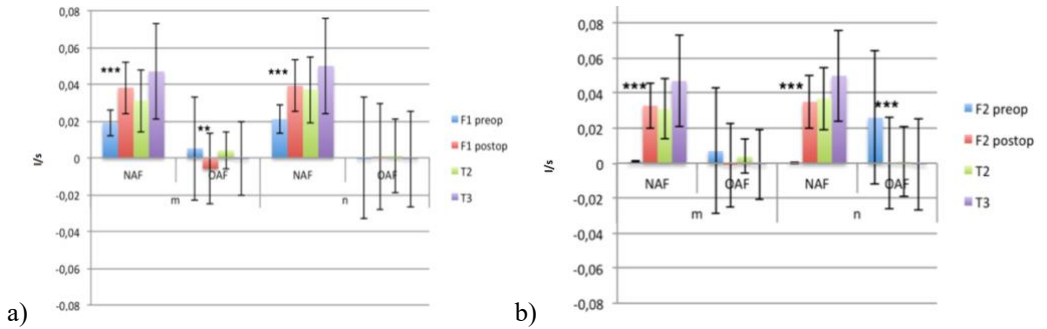 0,08
0,06
0,04
0,02
0
-0,02
-0,04
-0,06
-0,08
l/s
***
**
***
NAF
OAF
NAF
OAF
m
n
F1 preop
F1 postop
T2
T3
a)
0,08
0,06
0,04
0,02
0
-0,02
-0,04
-0,06
-0,08
l/s
***
***
***
NAF
OAF
NAF
OAF
m
n
F2 preop
F2 postop
T2
T3
b)